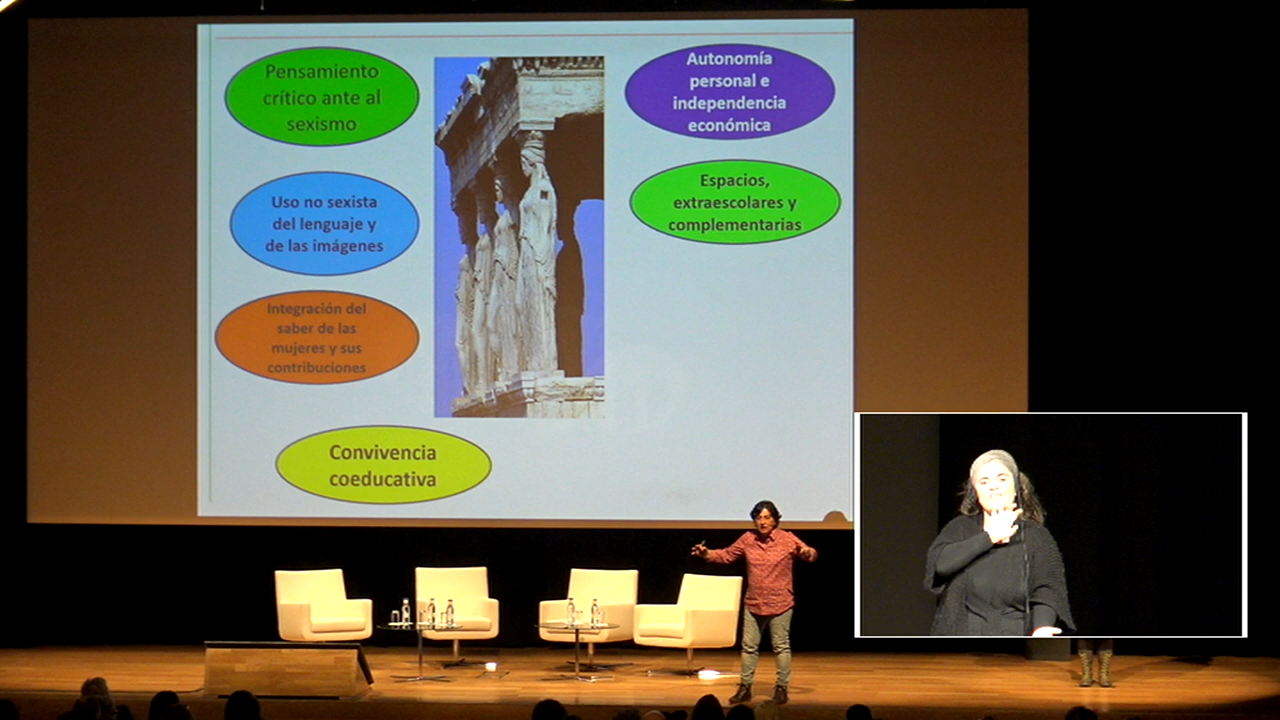 Pensamiento
crítico ante al
sexismo
Uso no sexista
del lenguaje y
de las imágenes
Integración del
saber de las
mujeres y sus
contribuciones
Convivencia
coeducativa
Autonomía
personal e
independencia
económica
Espacios,
extraescolares y
complementarias